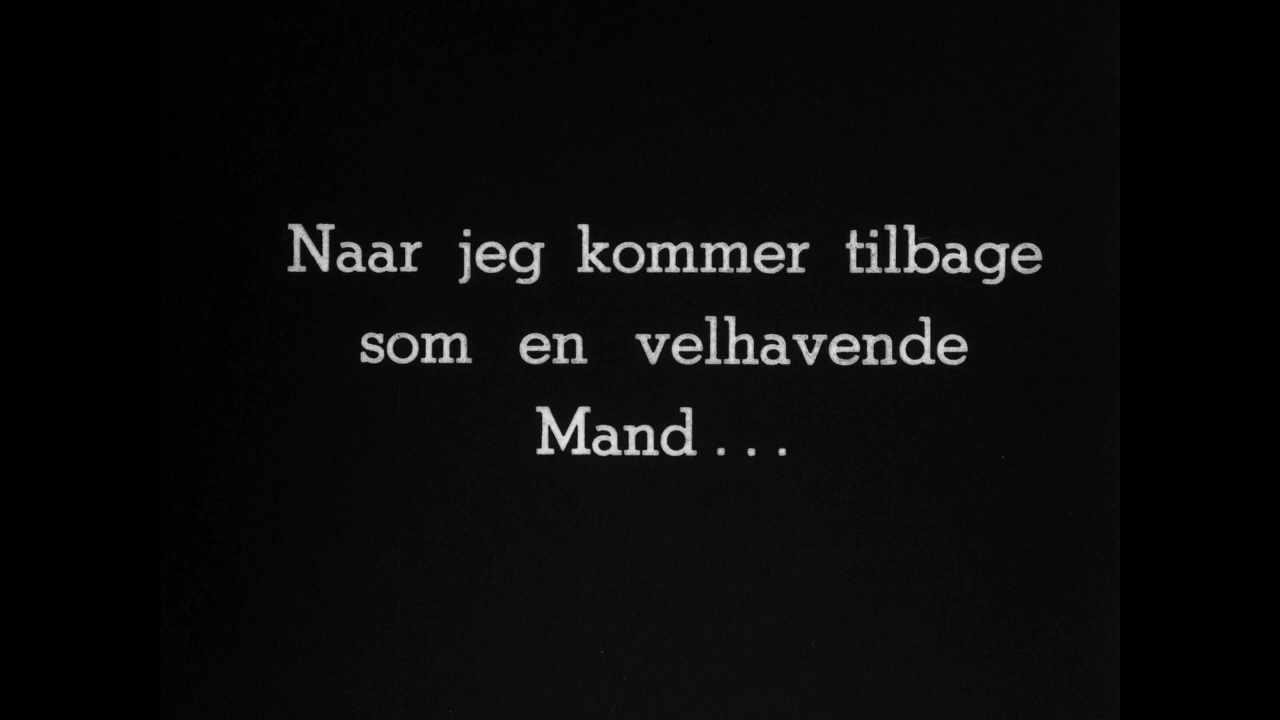 Naar jeg kommer tilbage
som en velhavende
Mand . . .